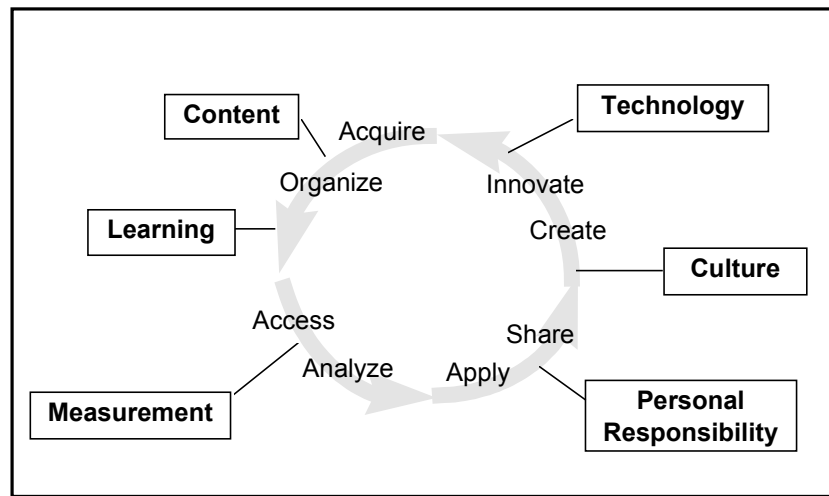 Content
Technology
Acquire
Organize
Innovate
Learning
Create
Culture
Access
Share
Analyze
Apply
Measurement
Personal
Responsibility